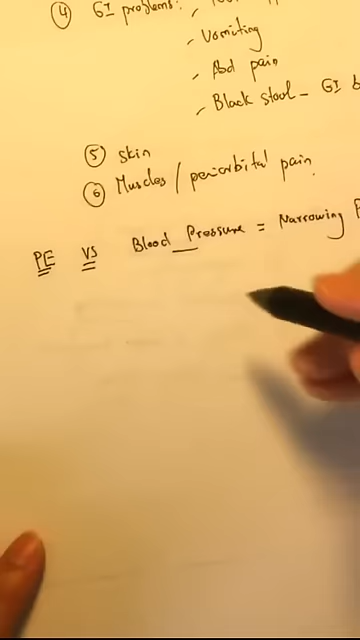 ④ GI problems:
- Vomiting
- Abd pain
- Black stool - GI
⑤ skin
⑥ Muscles / periorbital pain.
PE VS Blood Pressure = Narrowing